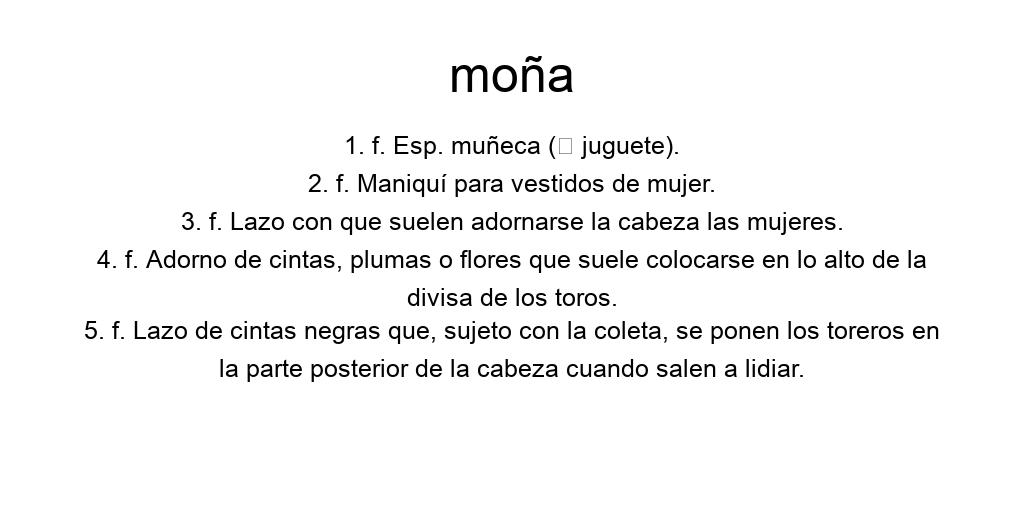 moña
1. f. Esp. muñeca (▯ juguete).
2. f. Maniquí para vestidos de mujer.
3. f. Lazo con que suelen adornarse la cabeza las mujeres.
4. f. Adorno de cintas, plumas o flores que suele colocarse en lo alto de la
divisa de los toros.
5. f. Lazo de cintas negras que, sujeto con la coleta, se ponen los toreros en
la parte posterior de la cabeza cuando salen a lidiar.